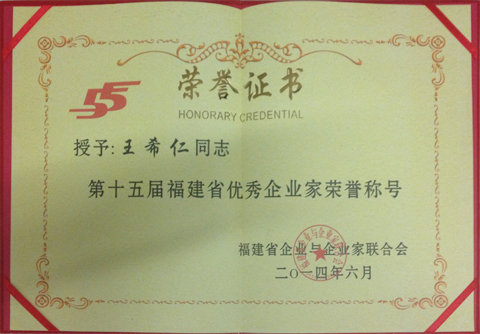 55
荣誉证书
HONORARY CREDENTIAL
授予:王希仁同志
第十五届福建省优秀企业家荣誉称号
福建省企业与企业家联合会
二〇一四年六月